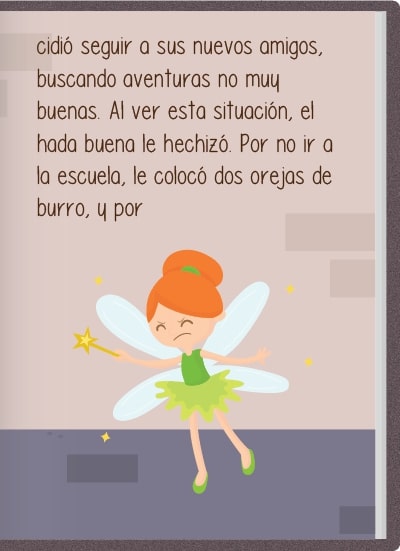 cidió seguir a sus nuevos amigos,
buscando aventuras no muy
buenas. Al ver esta situación, el
hada buena le hechizó. Por no ir a
la escuela, le colocó dos orejas de
burro, y por